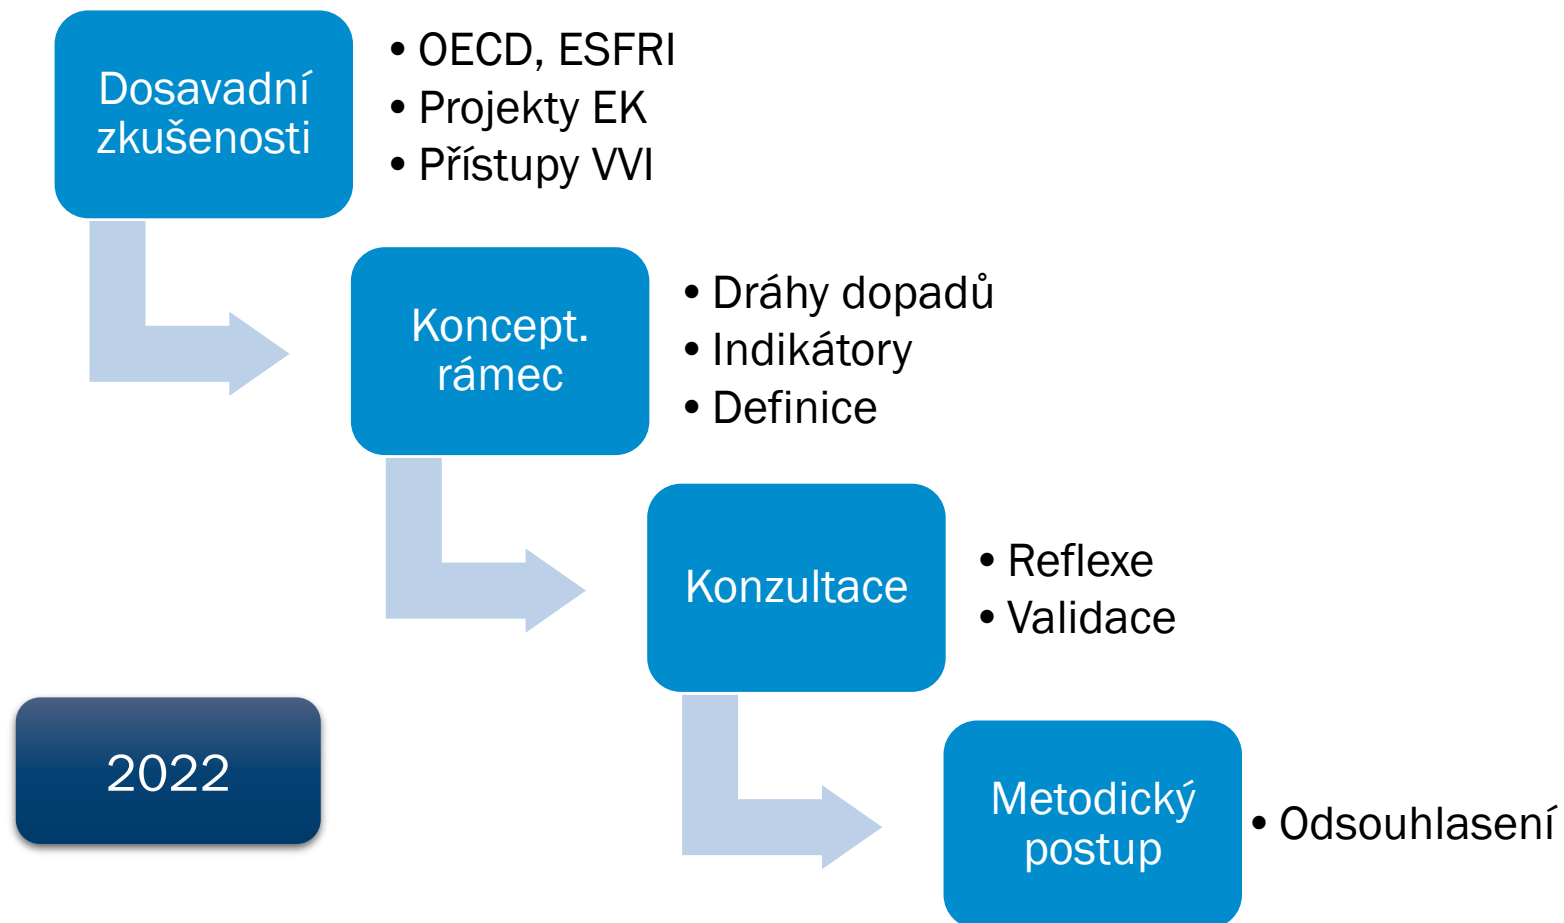 Dosavadní
zkušenosti
• OECD, ESFRI
• Projekty EK
• Přístupy VVI
Koncept.
rámec
• Dráhy dopadů
• Indikátory
• Definice
Konzultace
• Reflexe
• Validace
2022
Metodický
postup
• Odsouhlasení